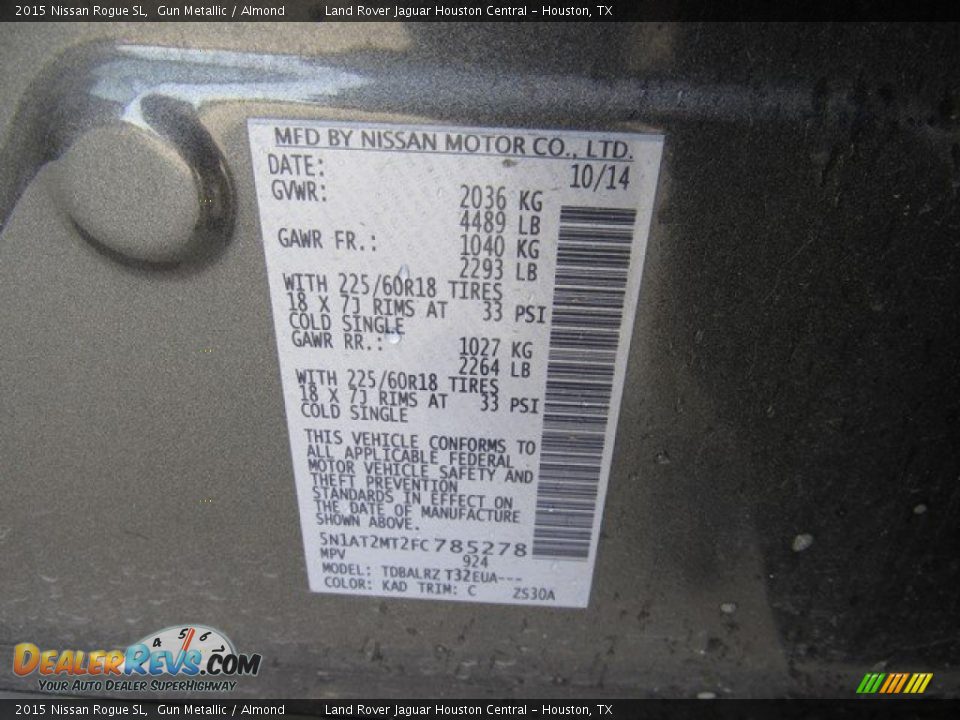 2015 Nissan Rogue SL,  Gun Metallic / Almond    Land Rover Jaguar Houston Central - Houston, TX
MFD BY NISSAN MOTOR CO., LTD.
DATE: 10/14
GVWR: 2036 KG
4489 LB
GAWR FR.: 1040 KG
2293 LB
WITH 225/60R18 TIRES
18 X 7J RIMS AT 33 PSI
COLD SINGLE
GAWR RR.: 1027 KG
2264 LB
WITH 225/60R18 TIRES
18 X 7J RIMS AT 33 PSI
COLD SINGLE
THIS VEHICLE CONFORMS TO
ALL APPLICABLE FEDERAL
MOTOR VEHICLE SAFETY AND
THEFT PREVENTION
STANDARDS IN EFFECT ON
THE DATE OF MANUFACTURE
SHOWN ABOVE.
5N1AT2MT2FC785278
MPV 924
MODEL: TDBALRZ T32EUA---
COLOR: KAD TRIM: C ZS30A
4 5 6
DEALERREVS.COM
YOUR AUTO DEALER SUPERHIGHWAY
2015 Nissan Rogue SL,  Gun Metallic / Almond    Land Rover Jaguar Houston Central - Houston, TX